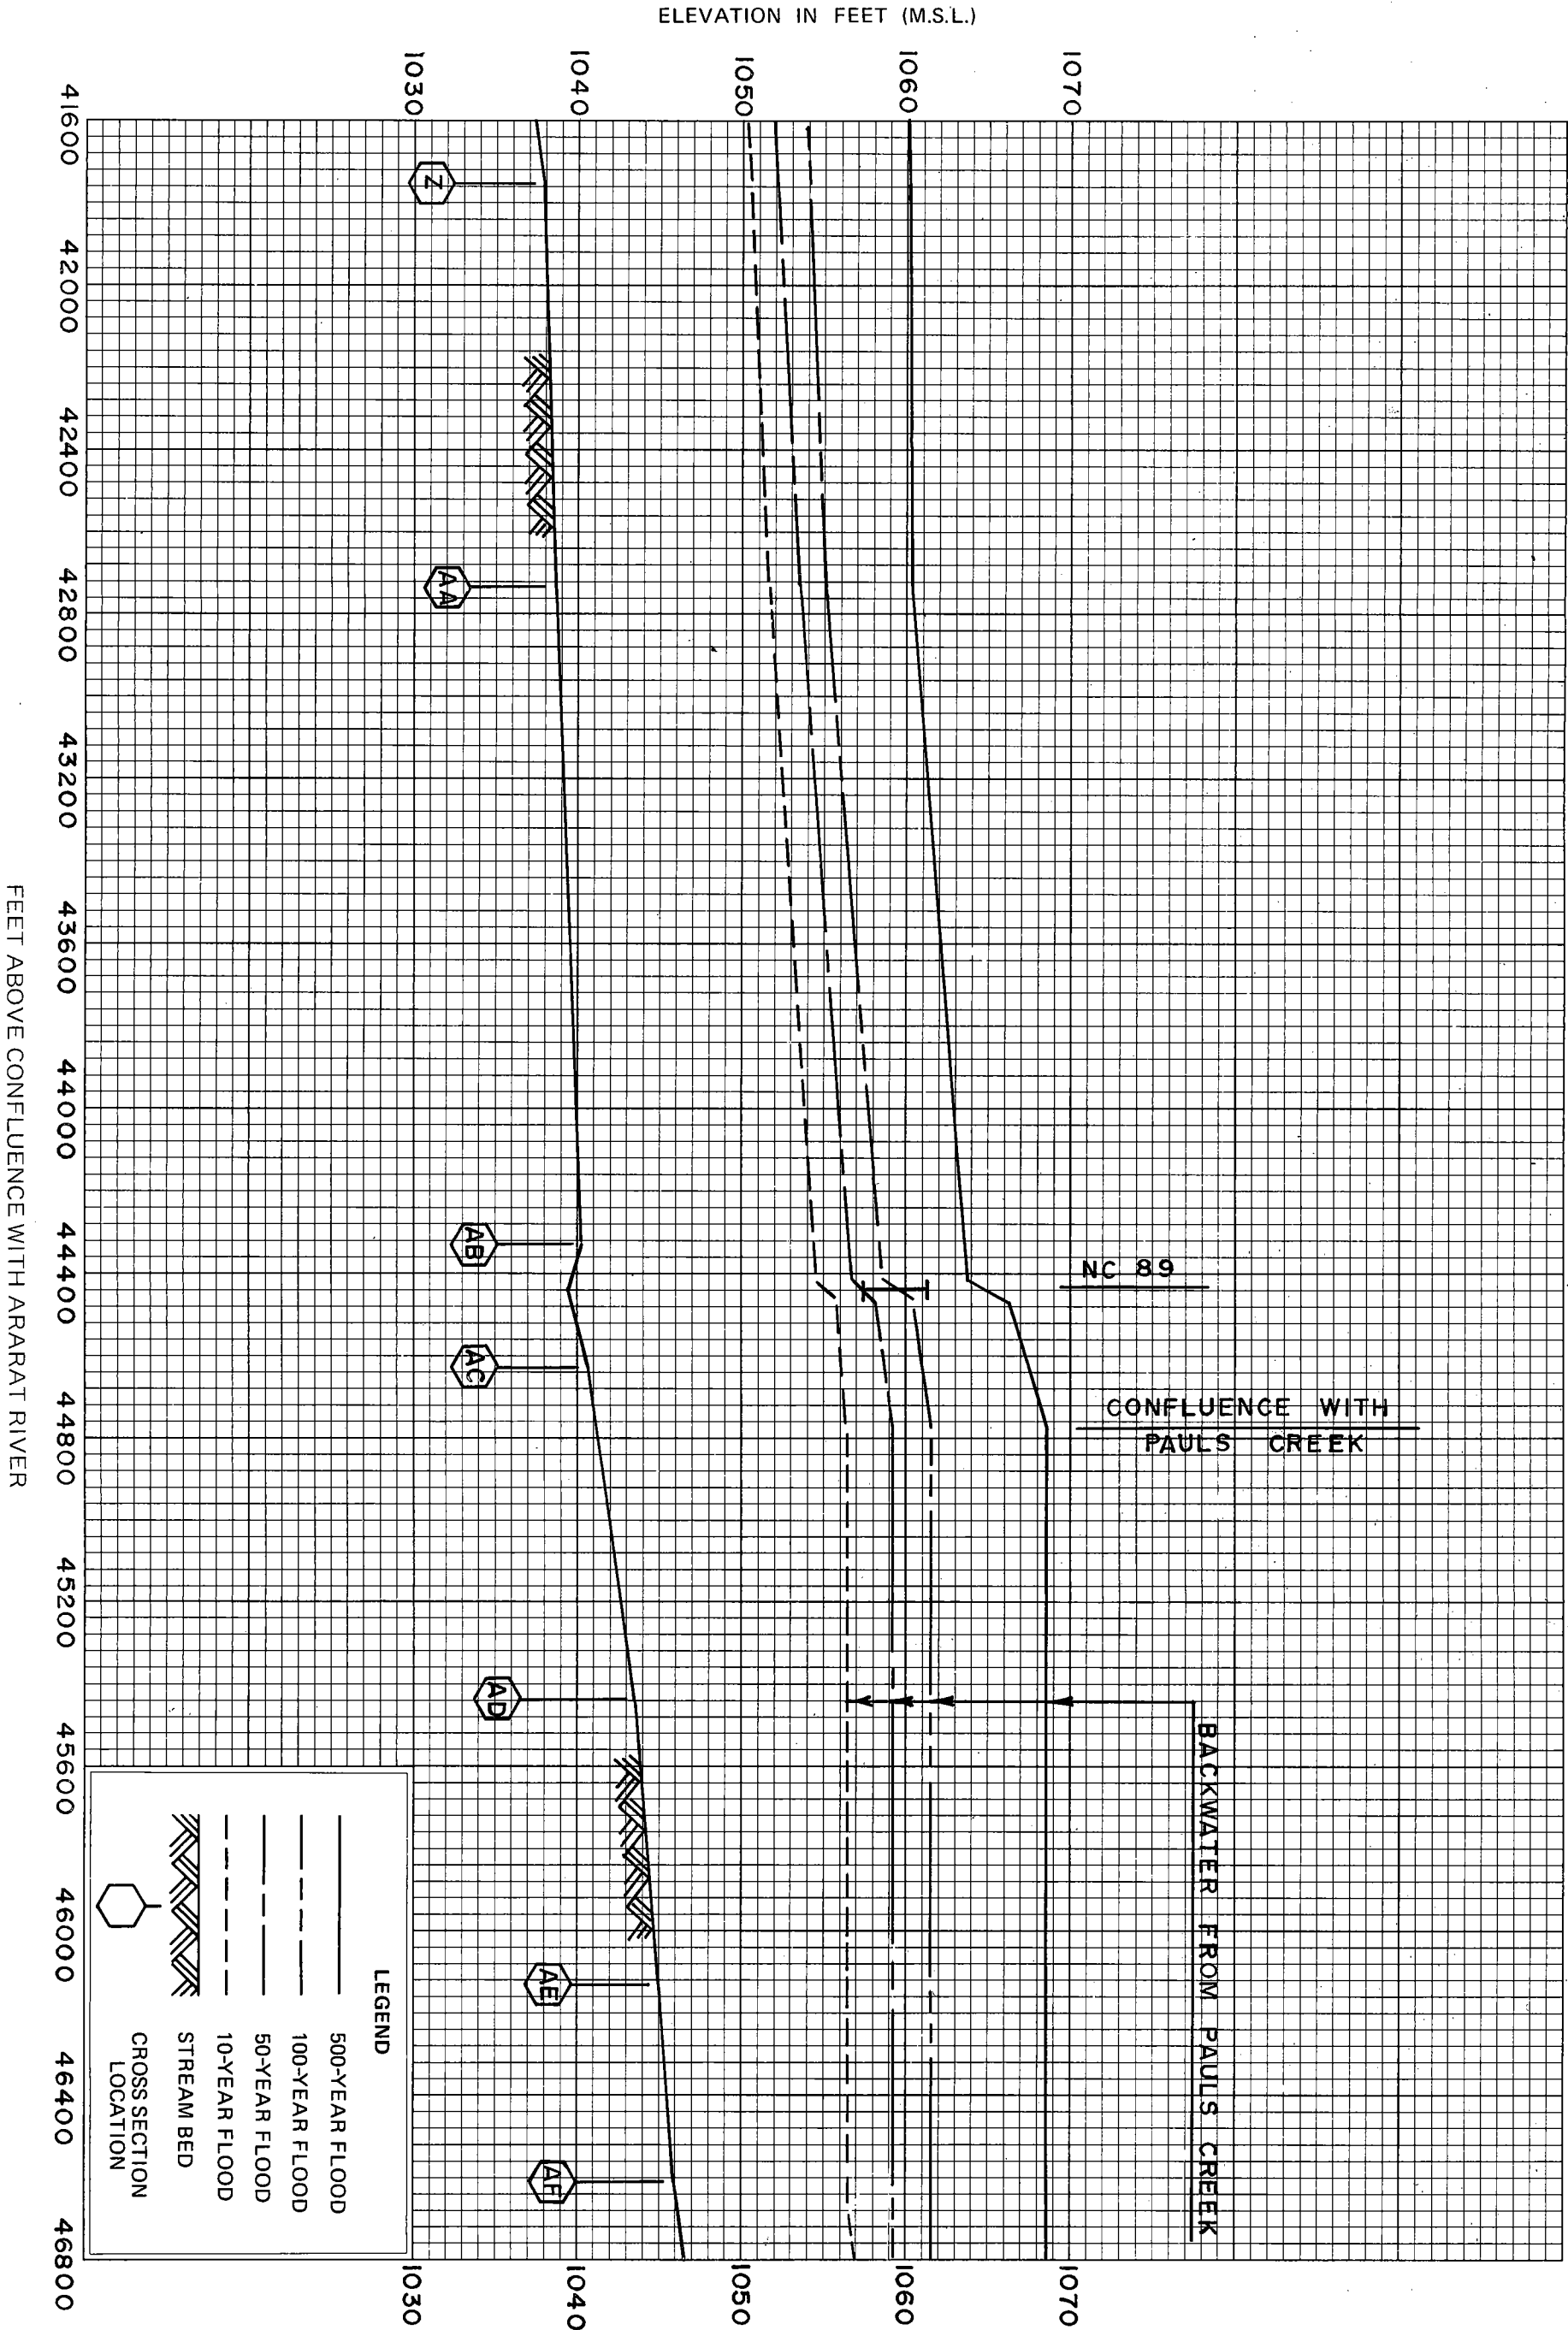 ELEVATION IN FEET (M.S.L.)
1030
1040
1050
1060
1070
41600
42000
42400
42800
43200
43600
44000
44400
44800
45200
45600
46000
46400
46800
FEET ABOVE CONFLUENCE WITH ARARAT RIVER
Z
AA
AB
AC
AD
AE
AF
NC 89
CONFLUENCE WITH
PAULS CREEK
BACKWATER FROM PAULS CREEK
1030
1040
1050
1060
1070
LEGEND
500-YEAR FLOOD
100-YEAR FLOOD
50-YEAR FLOOD
10-YEAR FLOOD
STREAM BED
CROSS SECTION
LOCATION